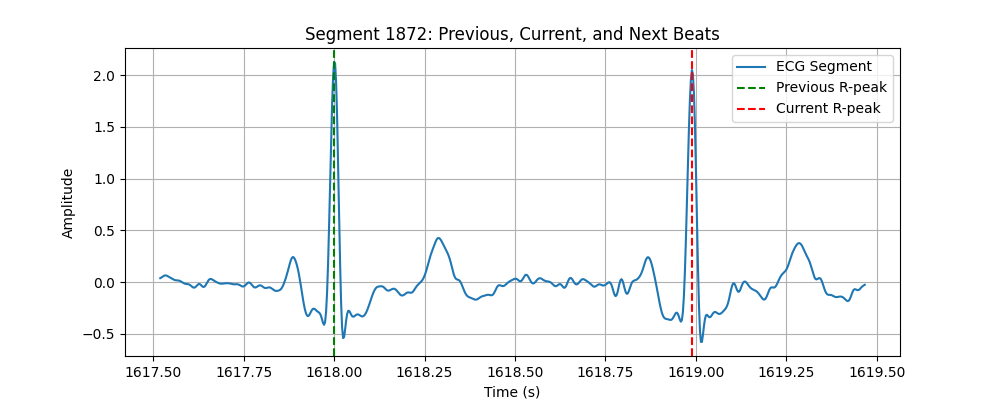 Segment 1872: Previous, Current, and Next Beats
ECG Segment
Previous R-peak
Current R-peak
Amplitude
2.0
1.5
1.0
0.5
0.0
−0.5
1617.50 1617.75 1618.00 1618.25 1618.50 1618.75 1619.00 1619.25 1619.50
Time (s)